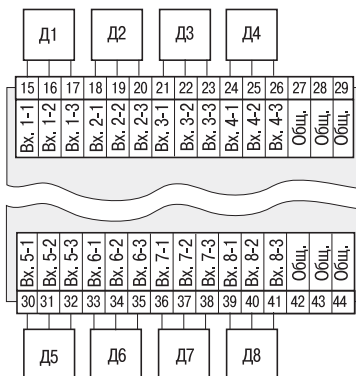 Д1 Д2 Д3 Д4
15 16 17 18 19 20 21 22 23 24 25 26 27 28 29
Вх. 1-1 Вх. 1-2 Вх. 1-3 Вх. 2-1 Вх. 2-2 Вх. 2-3 Вх. 3-1 Вх. 3-2 Вх. 3-3 Вх. 4-1 Вх. 4-2 Вх. 4-3 Общ. Общ. Общ.
Вх. 5-1 Вх. 5-2 Вх. 5-3 Вх. 6-1 Вх. 6-2 Вх. 6-3 Вх. 7-1 Вх. 7-2 Вх. 7-3 Вх. 8-1 Вх. 8-2 Вх. 8-3 Общ. Общ. Общ.
30 31 32 33 34 35 36 37 38 39 40 41 42 43 44
Д5 Д6 Д7 Д8